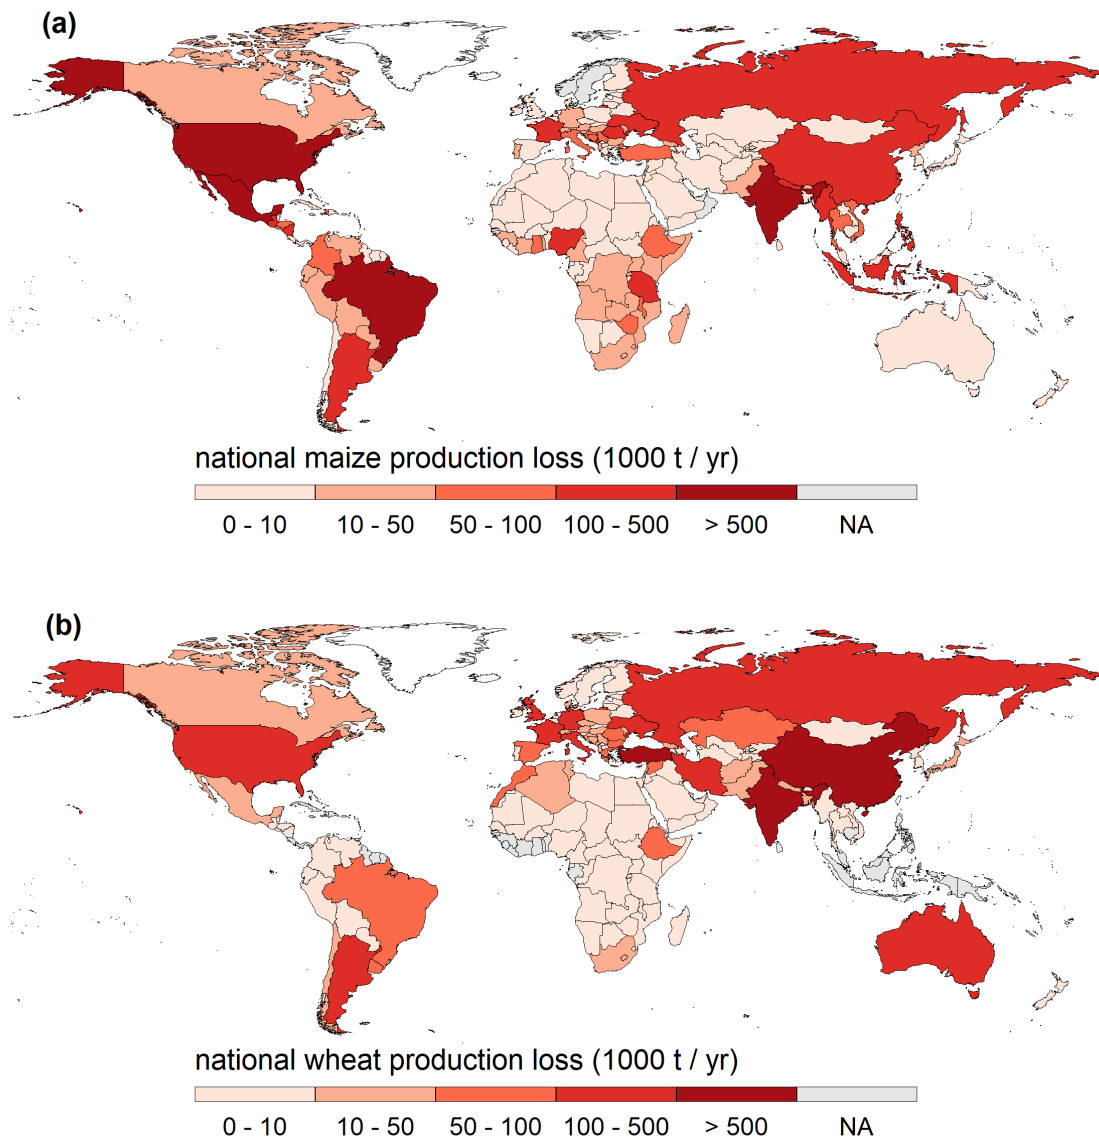 (a)
national maize production loss (1000 t / yr)
0 - 10 10 - 50 50 - 100 100 - 500 > 500 NA
(b)
national wheat production loss (1000 t / yr)
0 - 10 10 - 50 50 - 100 100 - 500 > 500 NA